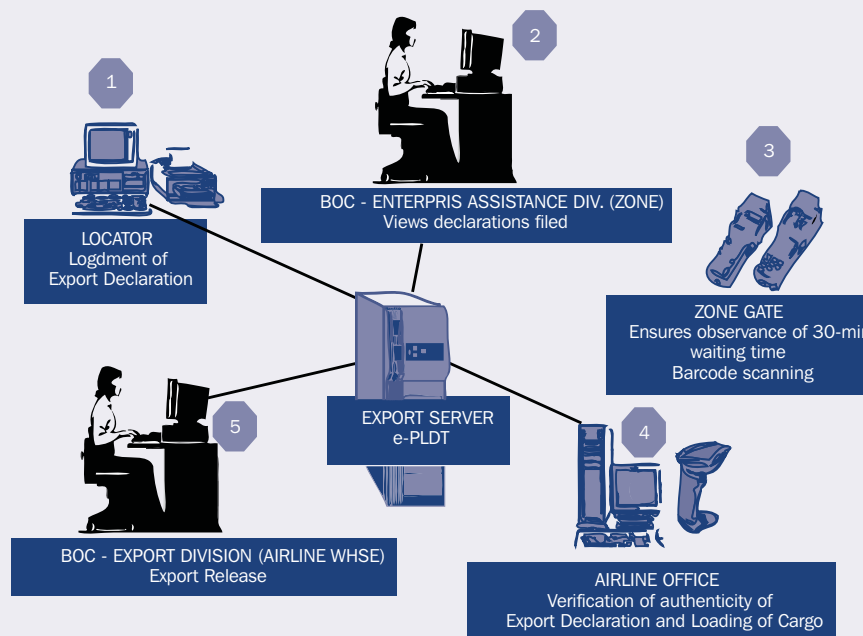 1
LOCATOR
Logdment of
Export Declaration
2
BOC - ENTERPRIS ASSISTANCE DIV. (ZONE)
Views declarations filed
3
ZONE GATE
Ensures observance of 30-min
waiting time
Barcode scanning
EXPORT SERVER
e-PLDT
4
AIRLINE OFFICE
Verification of authenticity of
Export Declaration and Loading of Cargo
5
BOC - EXPORT DIVISION (AIRLINE WHSE)
Export Release